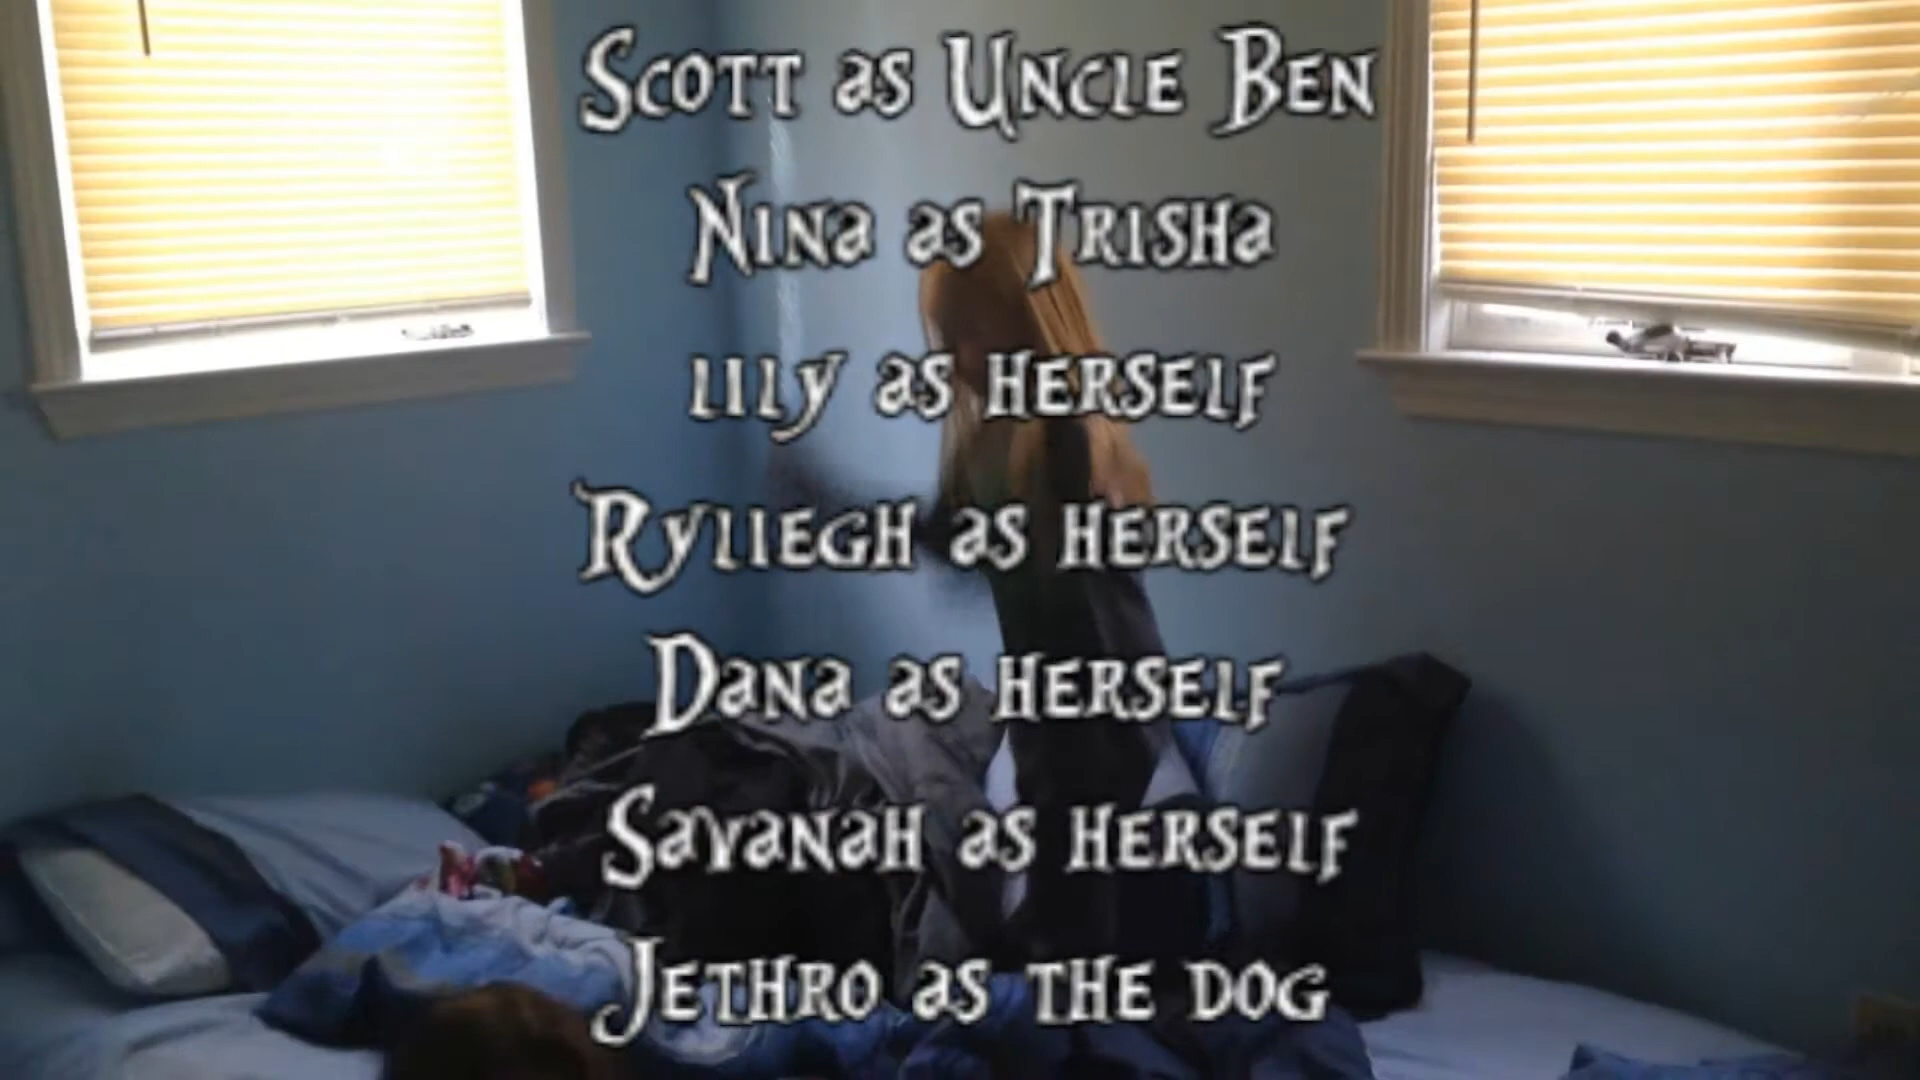 Scott as Uncle Ben
Nina as Trisha
lily as herself
Ryliegh as herself
Dana as herself
Savanah as herself
Jethro as the dog